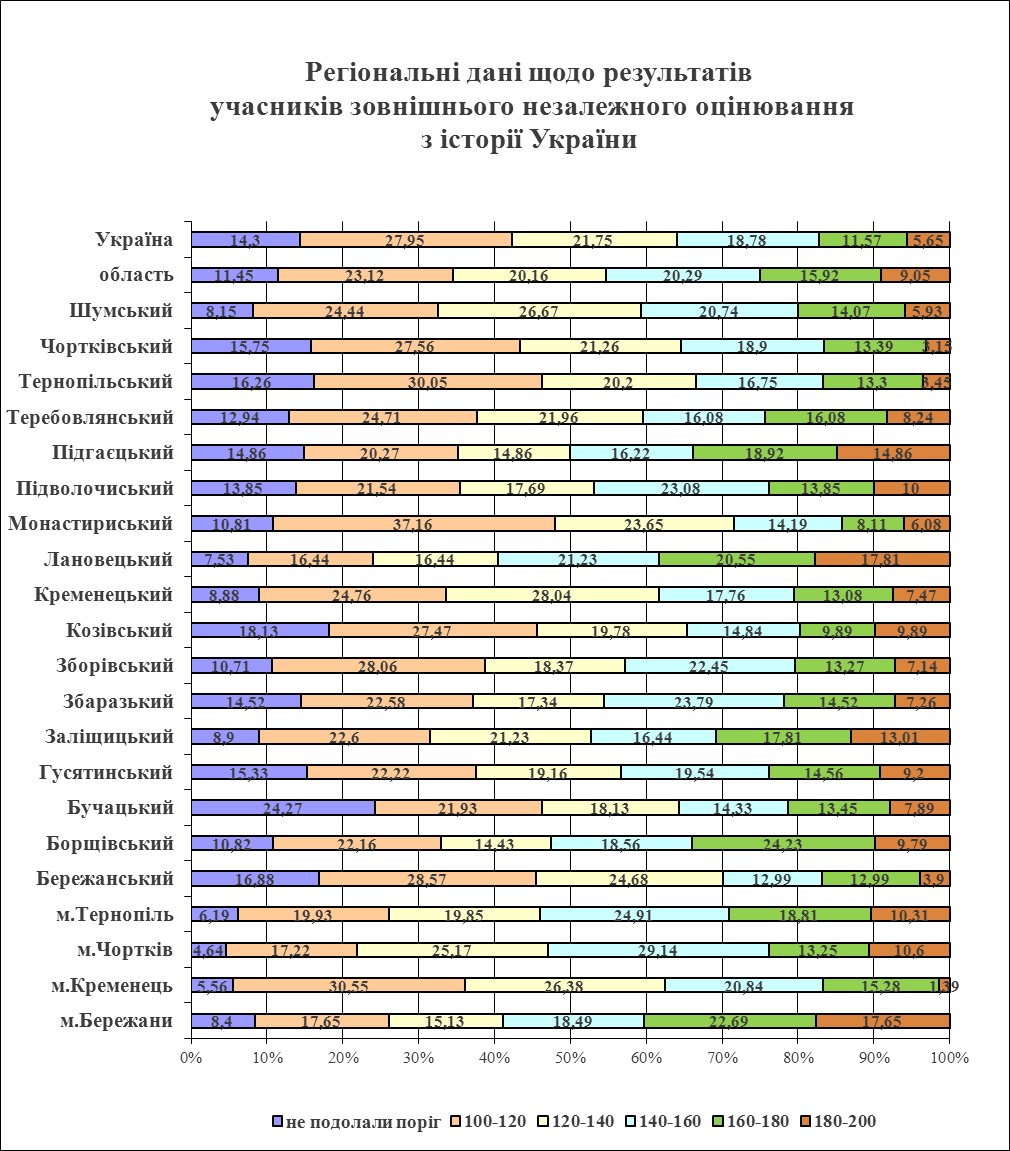 Регіональні дані щодо результатів
учасників зовнішнього незалежного оцінювання
з історії України
Україна 14,3 27,95 21,75 18,78 11,57 5,65
область 11,45 23,12 20,16 20,29 15,92 9,05
Шумський 8,15 24,44 26,67 20,74 14,07 5,93
Чортківський 15,75 27,56 21,26 18,9 13,39 3,15
Тернопільський 16,26 30,05 20,2 16,75 13,3 3,45
Теребовлянський 12,94 24,71 21,96 16,08 16,08 8,24
Підгаєцький 14,86 20,27 14,86 16,22 18,92 14,86
Підволочиський 13,85 21,54 17,69 23,08 13,85 10
Монастириський 10,81 37,16 23,65 14,19 8,11 6,08
Лановецький 7,53 16,44 16,44 21,23 20,55 17,81
Кременецький 8,88 24,76 28,04 17,76 13,08 7,47
Козівський 18,13 27,47 19,78 14,84 9,89 9,89
Зборівський 10,71 28,06 18,37 22,45 13,27 7,14
Збаразький 14,52 22,58 17,34 23,79 14,52 7,26
Заліщицький 8,9 22,6 21,23 16,44 17,81 13,01
Гусятинський 15,33 22,22 19,16 19,54 14,56 9,2
Бучацький 24,27 21,93 18,13 14,33 13,45 7,89
Борщівський 10,82 22,16 14,43 18,56 24,23 9,79
Бережанський 16,88 28,57 24,68 12,99 12,99 3,9
м.Тернопіль 6,19 19,93 19,85 24,91 18,81 10,31
м.Чортків 4,64 17,22 25,17 29,14 13,25 10,6
м.Кременець 5,56 30,55 26,38 20,84 15,28 1,39
м.Бережани 8,4 17,65 15,13 18,49 22,69 17,65
0% 10% 20% 30% 40% 50% 60% 70% 80% 90% 100%
не подолали поріг 100-120 120-140 140-160 160-180 180-200